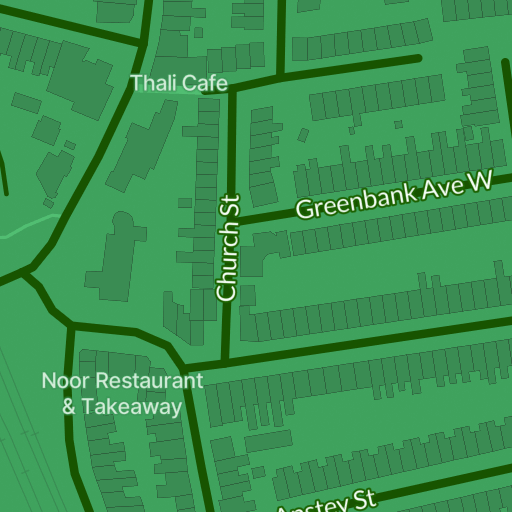 Thali Cafe
Greenbank Ave W
Church St
Noor Restaurant
& Takeaway
Anstey St